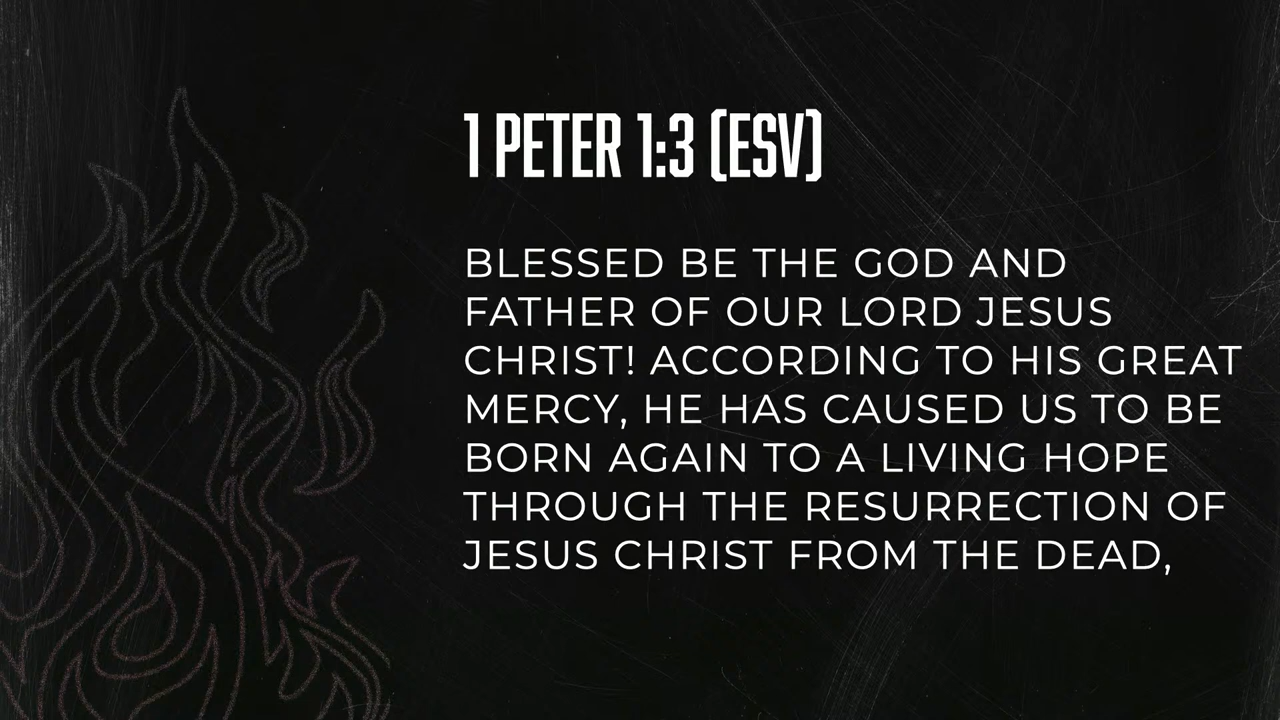 1 PETER 1:3 (ESV)
BLESSED BE THE GOD AND
FATHER OF OUR LORD JESUS
CHRIST! ACCORDING TO HIS GREAT
MERCY, HE HAS CAUSED US TO BE
BORN AGAIN TO A LIVING HOPE
THROUGH THE RESURRECTION OF
JESUS CHRIST FROM THE DEAD,